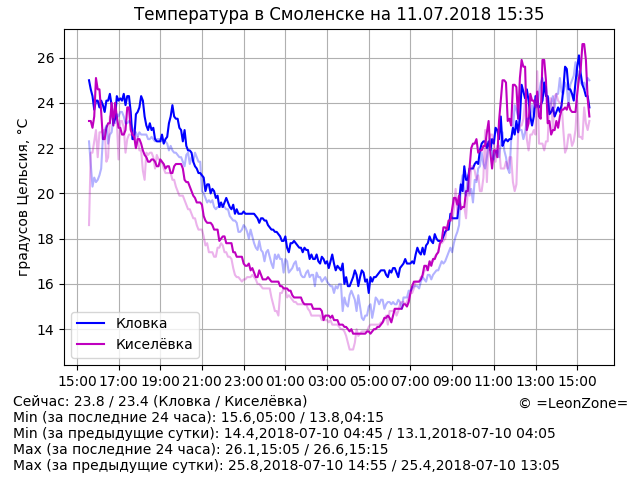 Температура в Смоленске на 11.07.2018 15:35
градусов Цельсия, °C
26
24
22
20
18
16
14
Кловка
Киселёвка
15:00 17:00 19:00 21:00 23:00 01:00 03:00 05:00 07:00 09:00 11:00 13:00 15:00
Сейчас: 23.8 / 23.4 (Кловка / Киселёвка)
© =LeonZone=
Min (за последние 24 часа): 15.6,05:00 / 13.8,04:15
Min (за предыдущие сутки): 14.4,2018-07-10 04:45 / 13.1,2018-07-10 04:05
Max (за последние 24 часа): 26.1,15:05 / 26.6,15:15
Max (за предыдущие сутки): 25.8,2018-07-10 14:55 / 25.4,2018-07-10 13:05